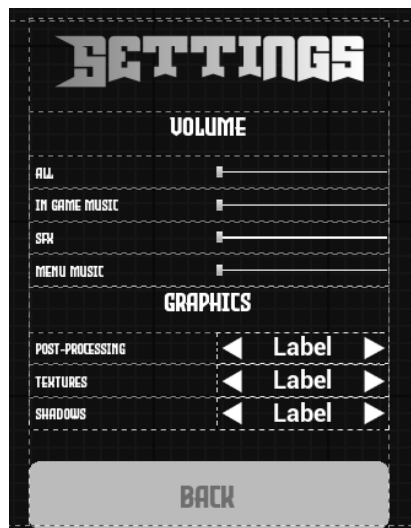 SETTINGS
VOLUME
ALL
IN GAME MUSIC
SFX
MENU MUSIC
GRAPHICS
POST-PROCESSING Label
TEXTURES Label
SHADOWS Label
BACK